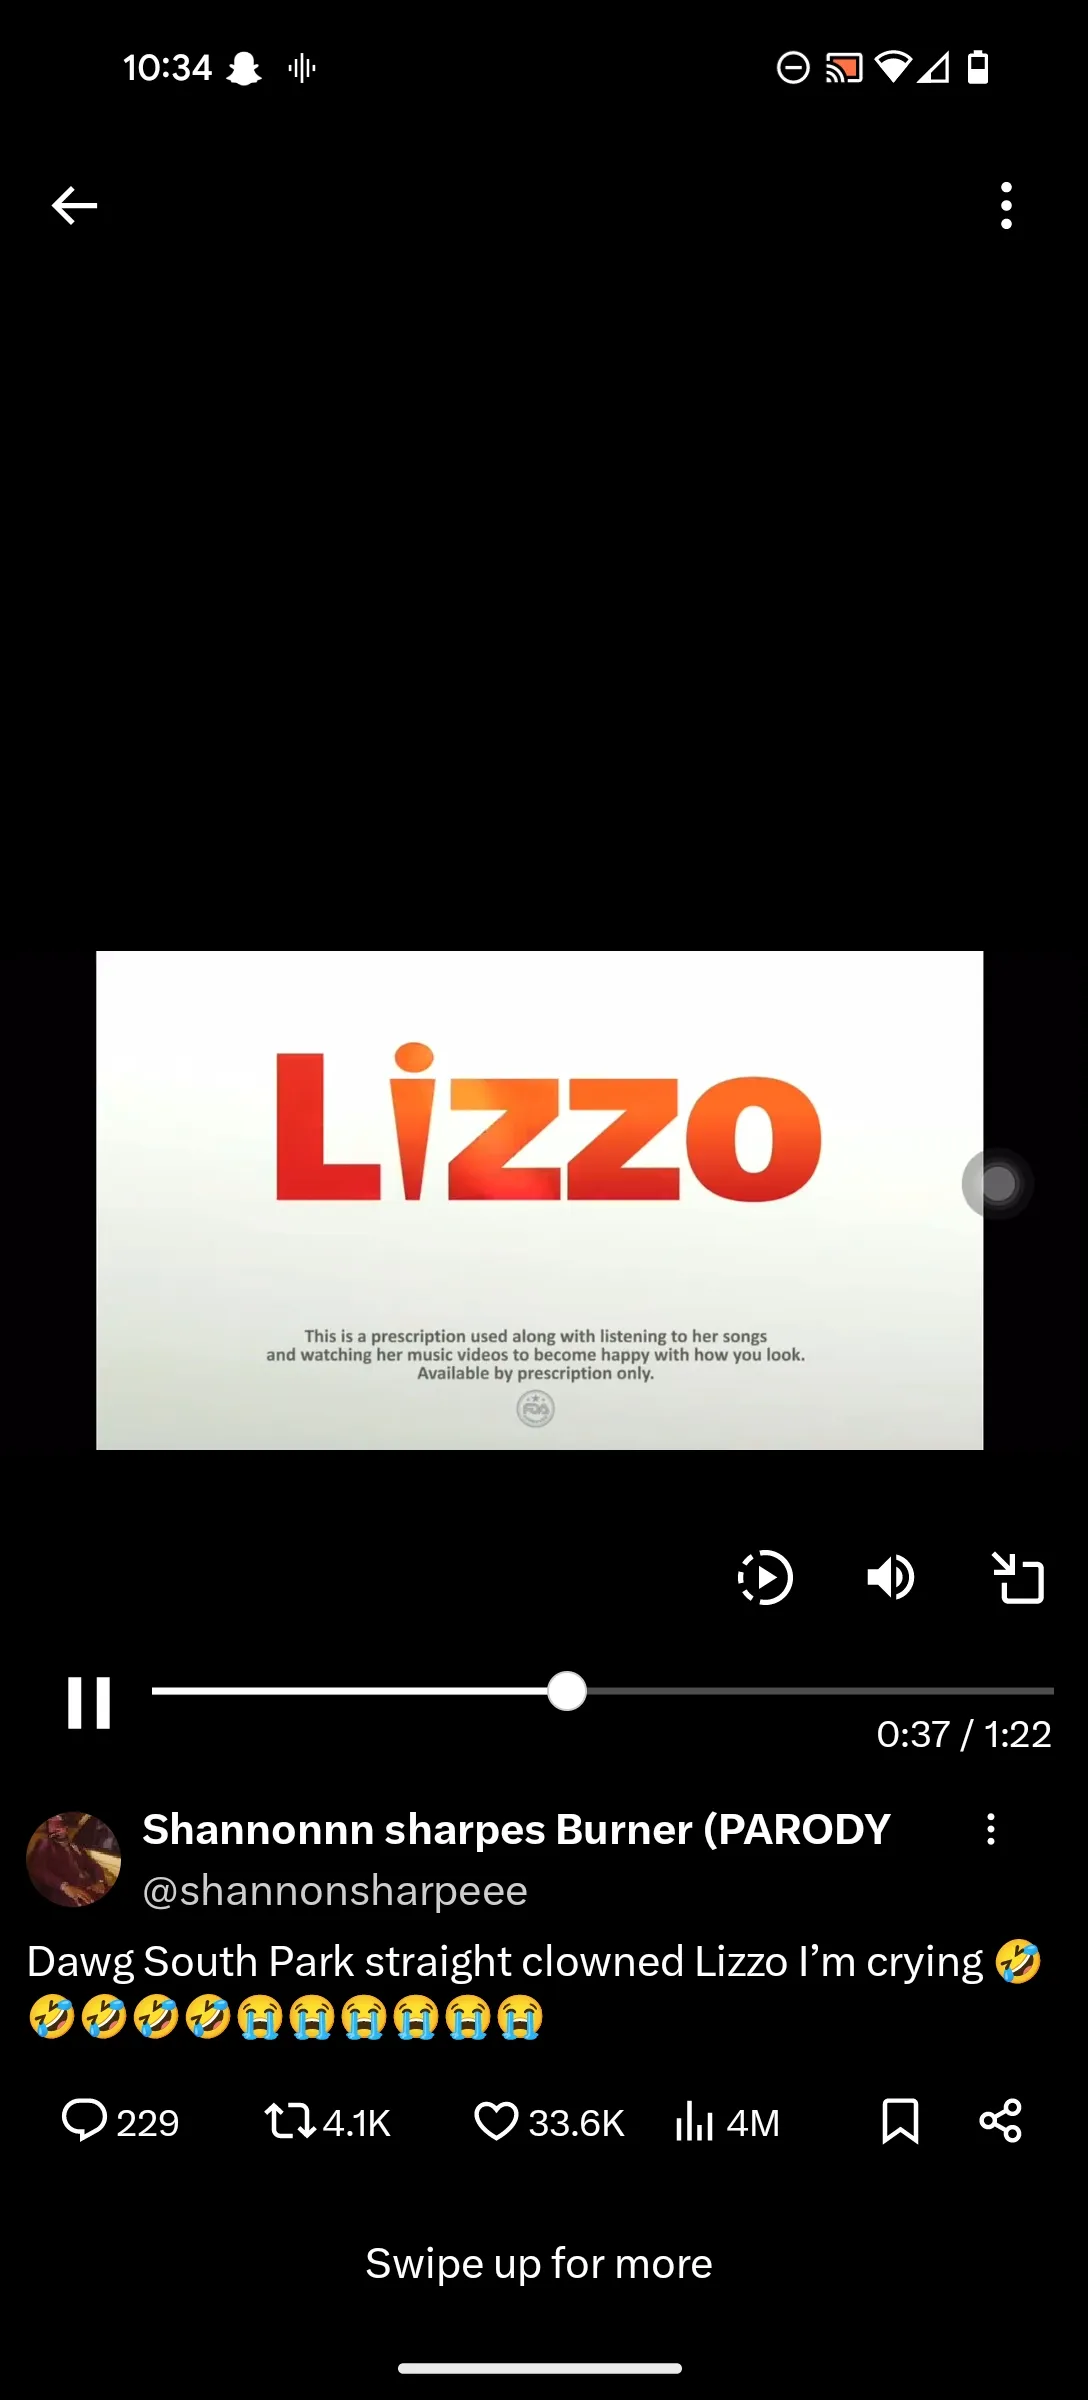 10:34
Lizzo
This is a prescription used along with listening to her songs
and watching her music videos to become happy with how you look.
Available by prescription only.
FDA
0:37 / 1:22
Shannonnn sharpes Burner (PARODY
@shannonsharpeee
Dawg South Park straight clowned Lizzo I’m crying 🤣
🤣🤣🤣🤣😭😭😭😭😭😭
229 4.1K 33.6K 4M
Swipe up for more